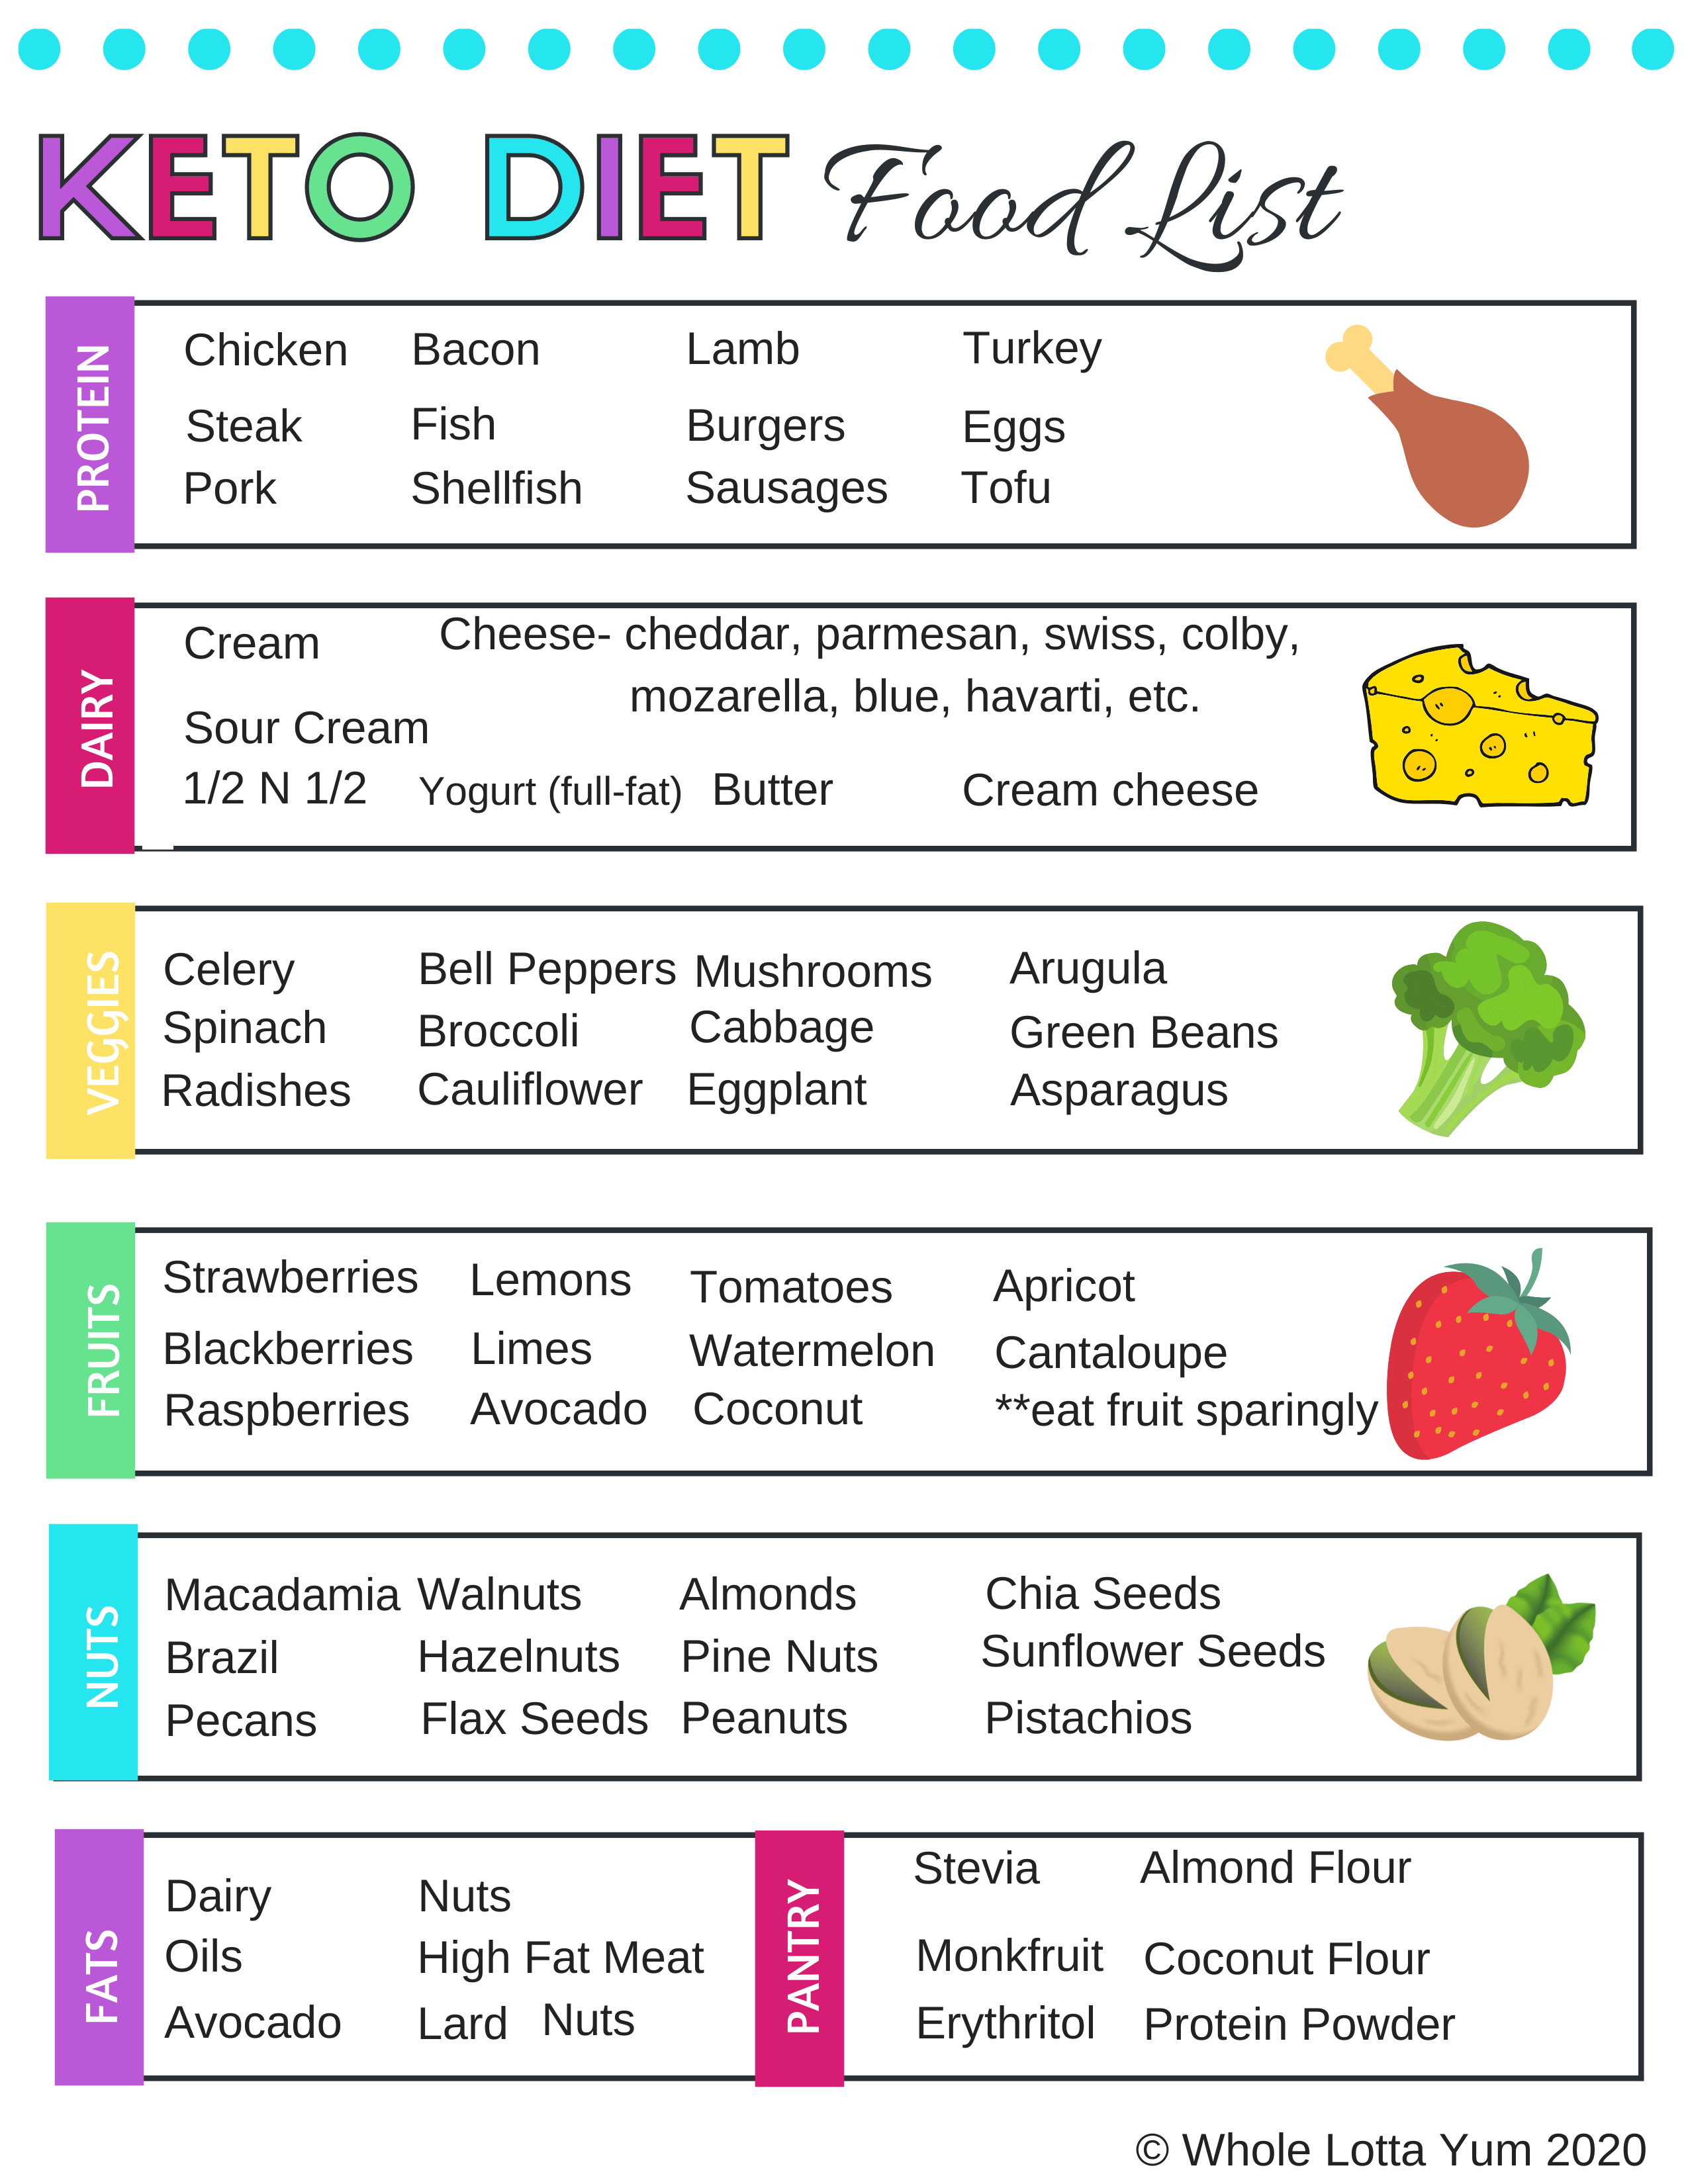 KETO DIET Food List
PROTEIN
Chicken Bacon Lamb Turkey
Steak Fish Burgers Eggs
Pork Shellfish Sausages Tofu
DAIRY
Cream Cheese- cheddar, parmesan, swiss, colby,
mozarella, blue, havarti, etc.
Sour Cream
1/2 N 1/2 Yogurt (full-fat) Butter Cream cheese
VEGGIES
Celery Bell Peppers Mushrooms Arugula
Spinach Broccoli Cabbage Green Beans
Radishes Cauliflower Eggplant Asparagus
FRUITS
Strawberries Lemons Tomatoes Apricot
Blackberries Limes Watermelon Cantaloupe
Raspberries Avocado Coconut **eat fruit sparingly
NUTS
Macadamia Walnuts Almonds Chia Seeds
Brazil Hazelnuts Pine Nuts Sunflower Seeds
Pecans Flax Seeds Peanuts Pistachios
FATS
Dairy Nuts
Oils High Fat Meat
Avocado Lard Nuts
PANTRY
Stevia Almond Flour
Monkfruit Coconut Flour
Erythritol Protein Powder
© Whole Lotta Yum 2020